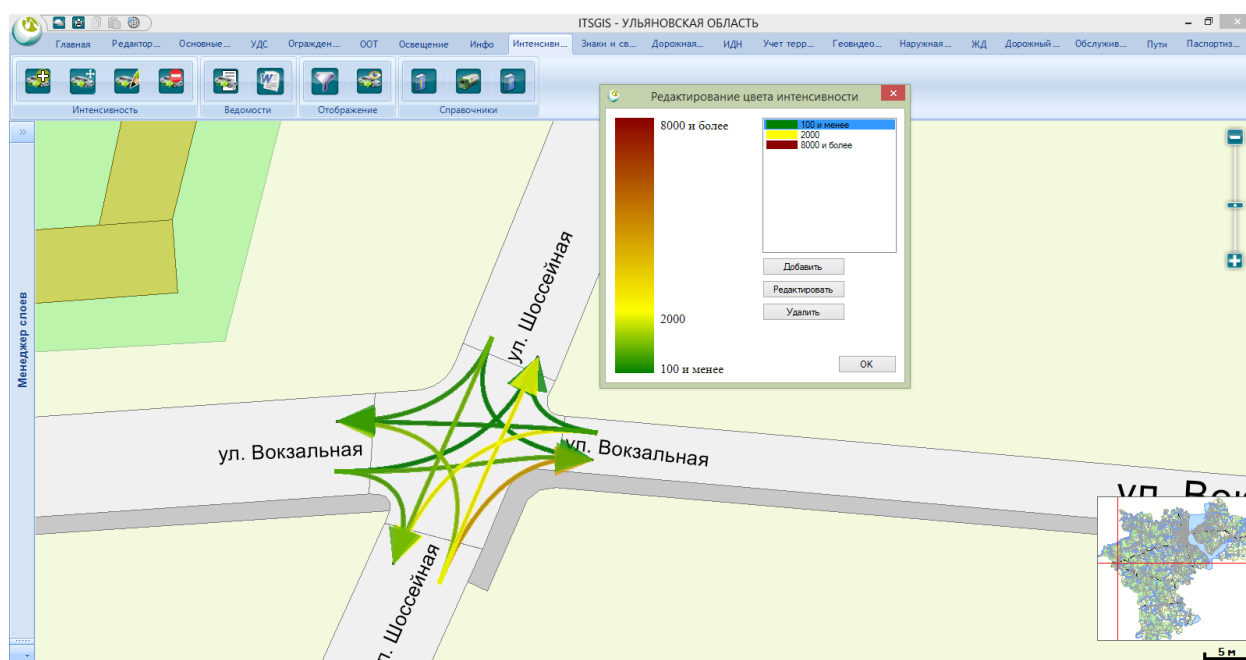 ITSGIS - УЛЬЯНОВСКАЯ ОБЛАСТЬ
Главная Редактор... Основные... УДС Огражден... ООТ Освещение Инфо Интенсивн... Знаки и св... Дорожная... ИДН Учет терр... Геовидео... Наружная... ЖД Дорожный ... Обслужив... Пути Паспортиз...
Интенсивность Ведомости Отображение Справочники
Менеджер слоев
Редактирование цвета интенсивности
8000 и более
2000
100 и менее
100 и менее
2000
8000 и более
Добавить
Редактировать
Удалить
ОК
ул. Шоссейная
ул. Вокзальная
ул. Вокзальная
ул. Шоссейная
5 м